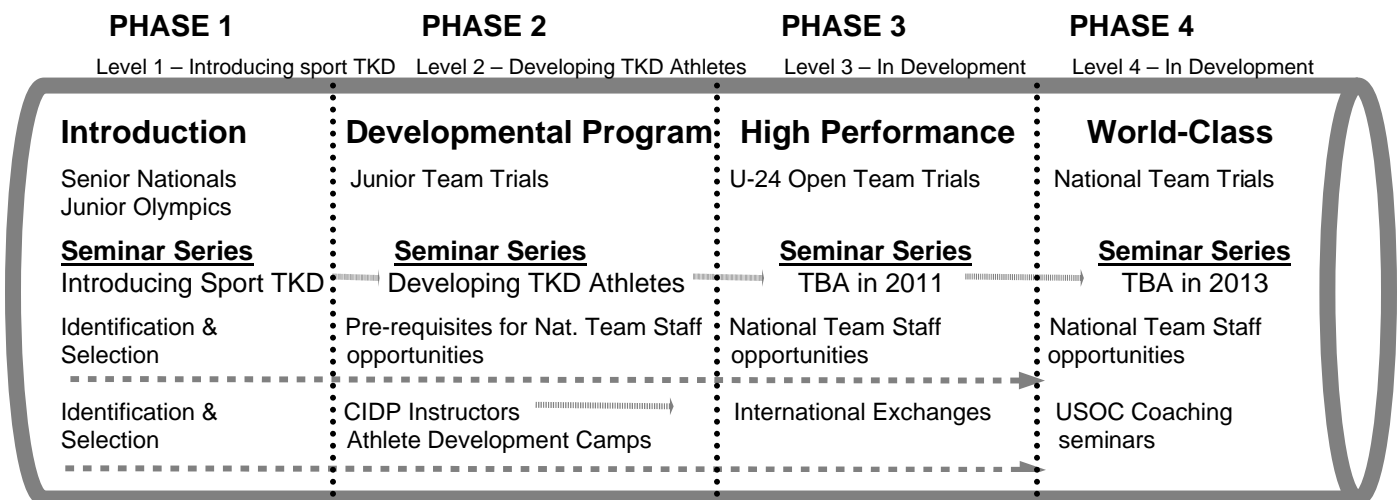 PHASE 1 PHASE 2 PHASE 3 PHASE 4
Level 1 – Introducing sport TKD Level 2 – Developing TKD Athletes Level 3 – In Development Level 4 – In Development
Introduction Developmental Program High Performance World-Class
Senior Nationals Junior Team Trials U-24 Open Team Trials National Team Trials
Junior Olympics
Seminar Series Seminar Series Seminar Series Seminar Series
Introducing Sport TKD Developing TKD Athletes TBA in 2011 TBA in 2013
Identification & Pre-requisites for Nat. Team Staff National Team Staff National Team Staff
Selection opportunities opportunities opportunities
Identification & CIDP Instructors International Exchanges USOC Coaching
Selection Athlete Development Camps seminars